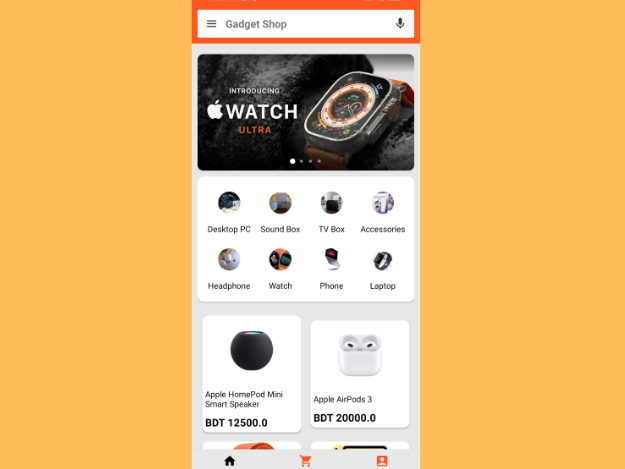 Gadget Shop
INTRODUCING
WATCH
ULTRA
Desktop PC
Sound Box
TV Box
Accessories
Headphone
Watch
Phone
Laptop
Apple HomePod Mini
Smart Speaker
BDT 12500.0
Apple AirPods 3
BDT 20000.0